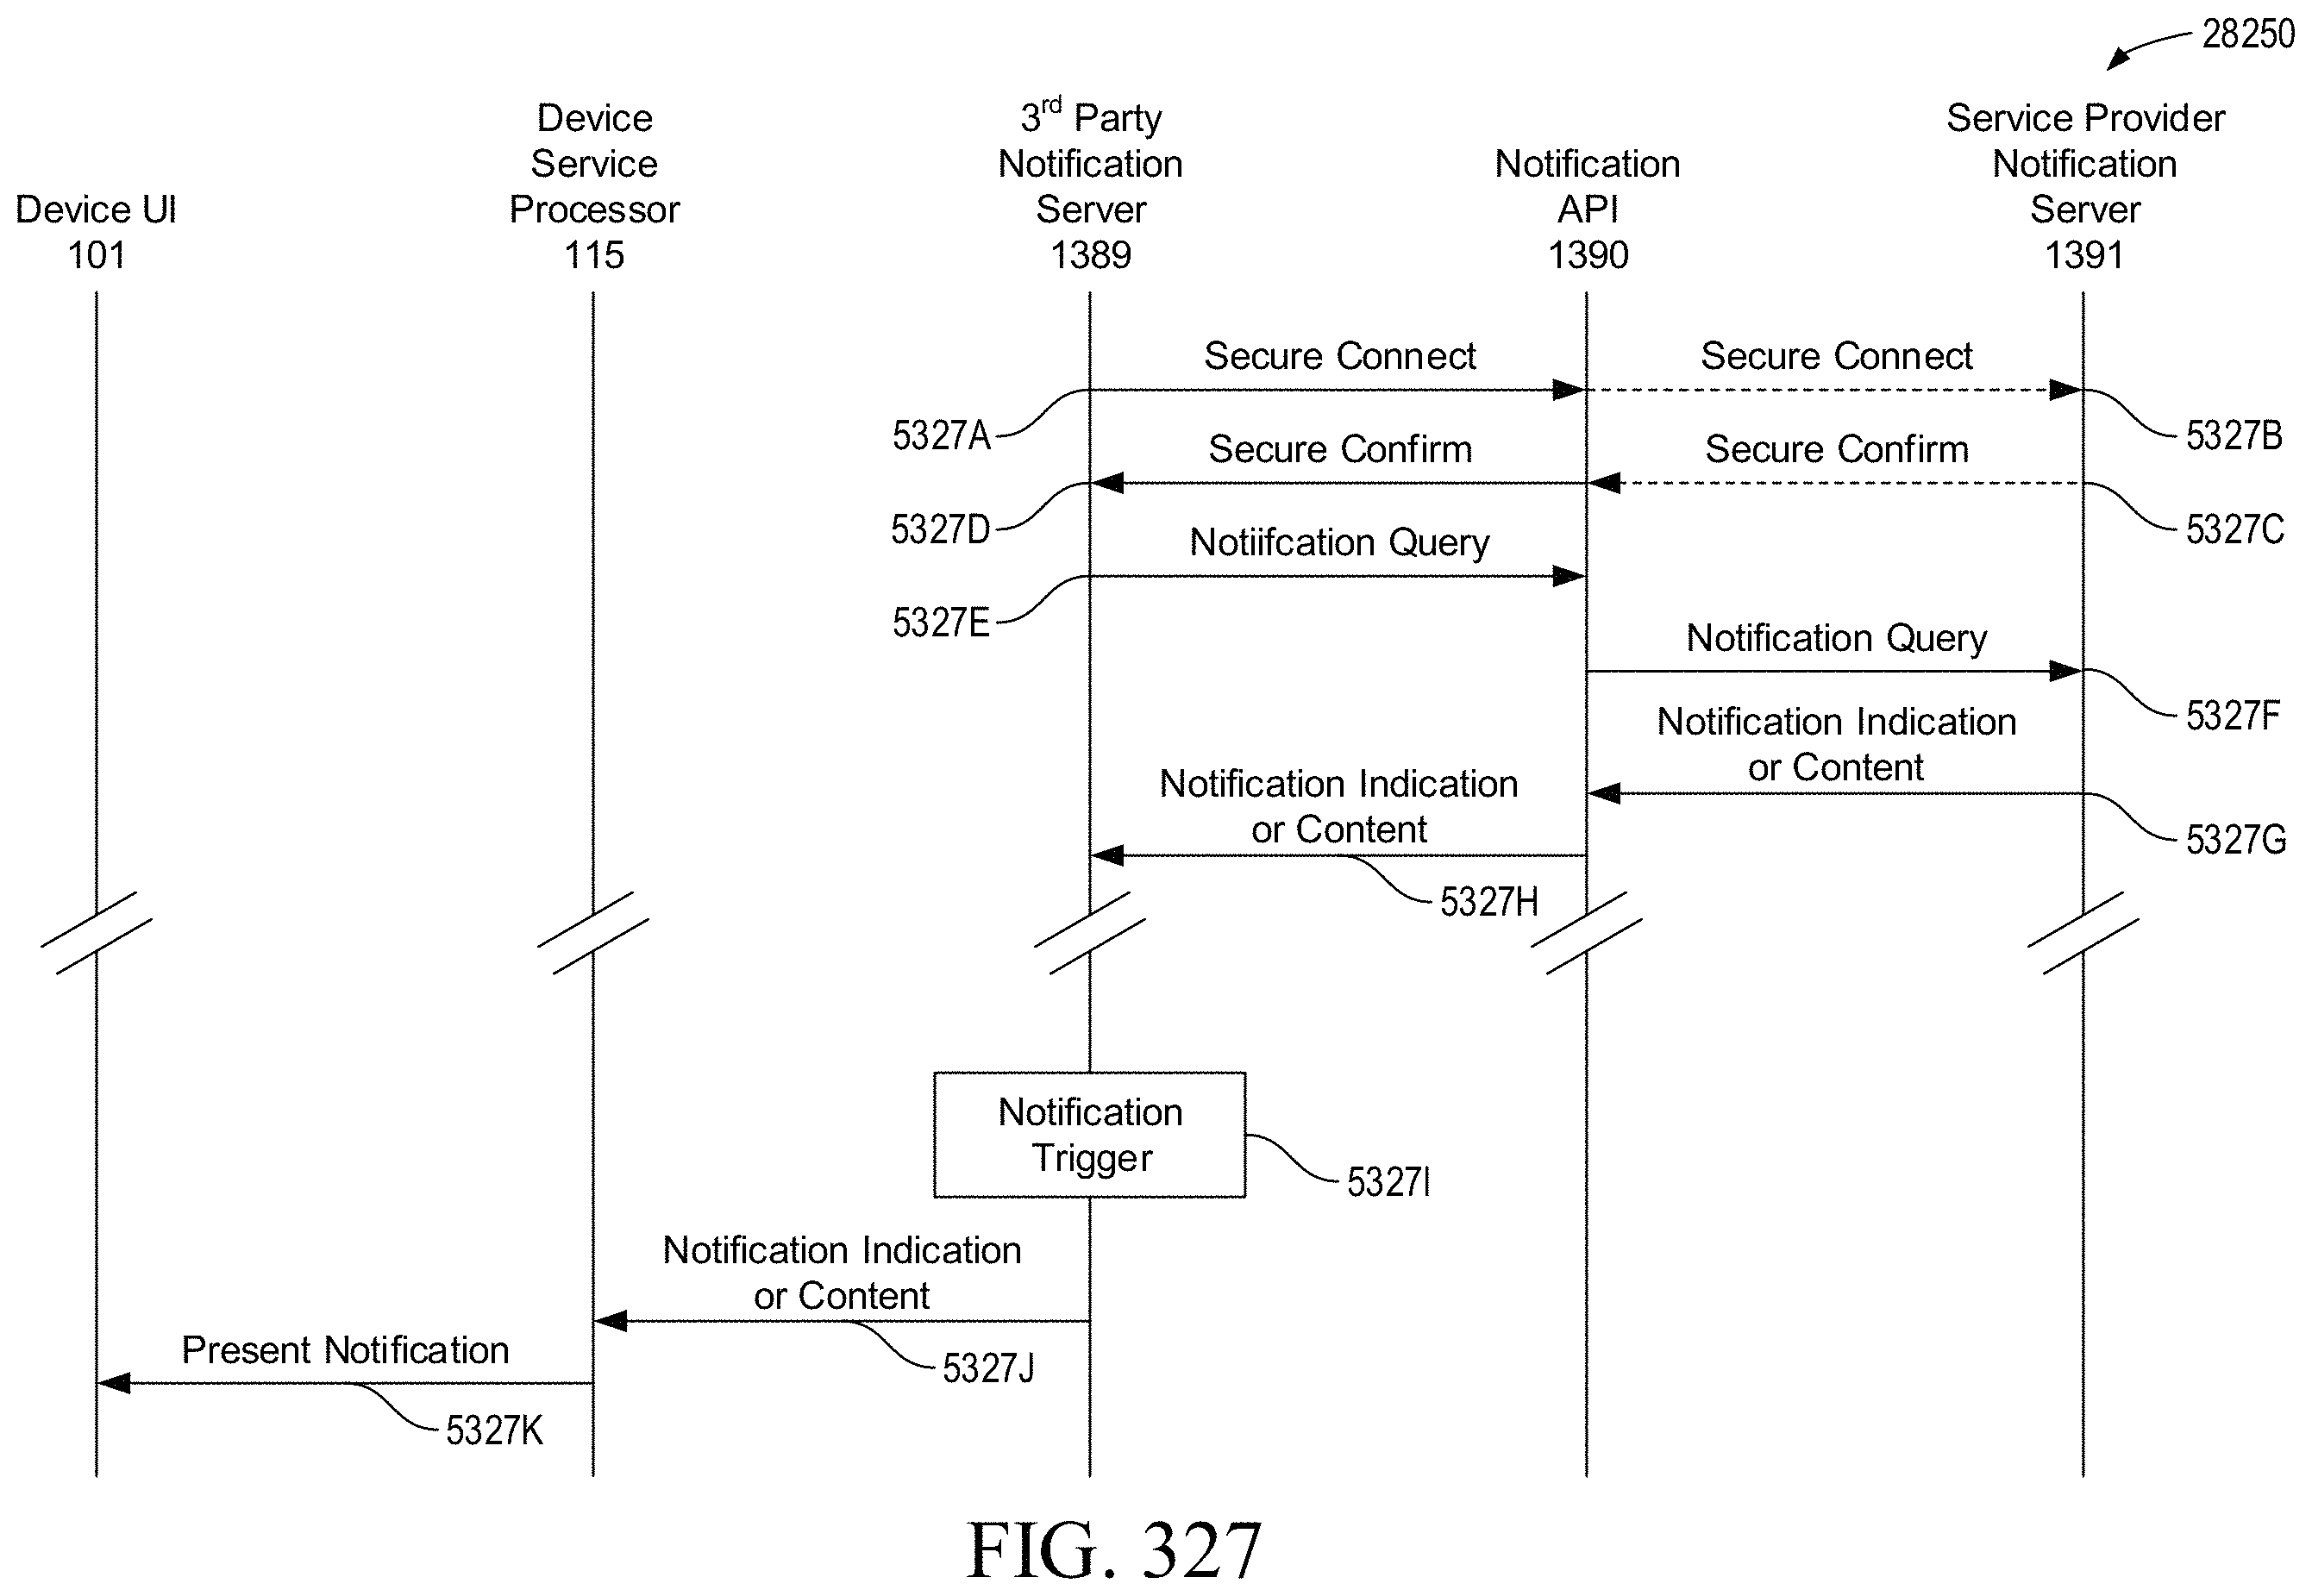 28250
Device UI
101
Device
Service
Processor
115
3rd Party
Notification
Server
1389
Notification
API
1390
Service Provider
Notification
Server
1391
Secure Connect
Secure Connect
5327A
5327B
Secure Confirm
Secure Confirm
5327D
5327C
Notiifcation Query
5327E
Notification Query
5327F
Notification Indication
or Content
5327G
Notification Indication
or Content
5327H
Notification
Trigger
5327I
Notification Indication
or Content
5327J
Present Notification
5327K
FIG. 327